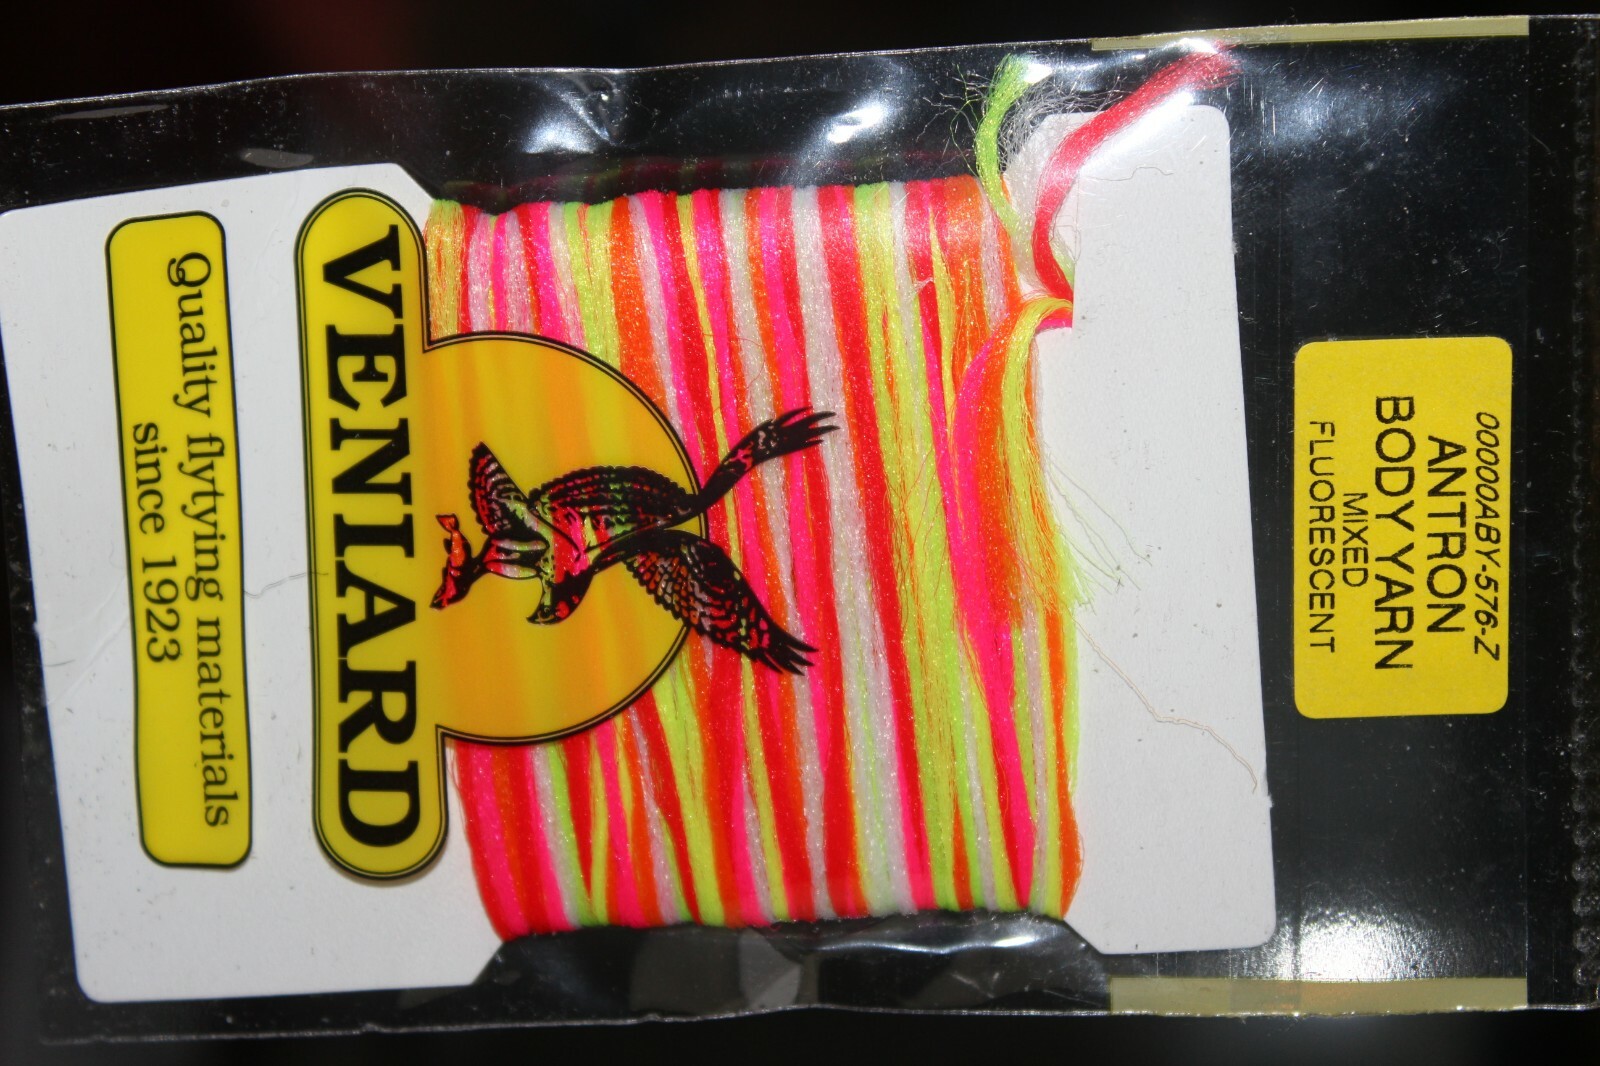 00000ABY-576-Z
ANTRON
BODY YARN
MIXED
FLUORESCENT
VENIARD
Quality flytying materials
since 1923